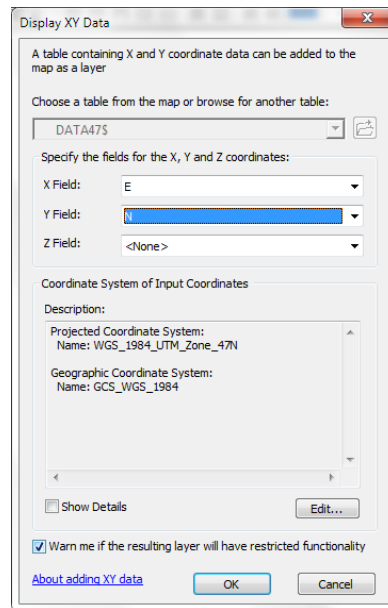 Display XY Data
A table containing X and Y coordinate data can be added to the
map as a layer
Choose a table from the map or browse for another table:
DATA47$
Specify the fields for the X, Y and Z coordinates:
X Field:
E
Y Field:
N
Z Field:
<None>
Coordinate System of Input Coordinates
Description:
Projected Coordinate System:
Name: WGS_1984_UTM_Zone_47N
Geographic Coordinate System:
Name: GCS_WGS_1984
Show Details
Edit...
Warn me if the resulting layer will have restricted functionality
About adding XY data
OK
Cancel